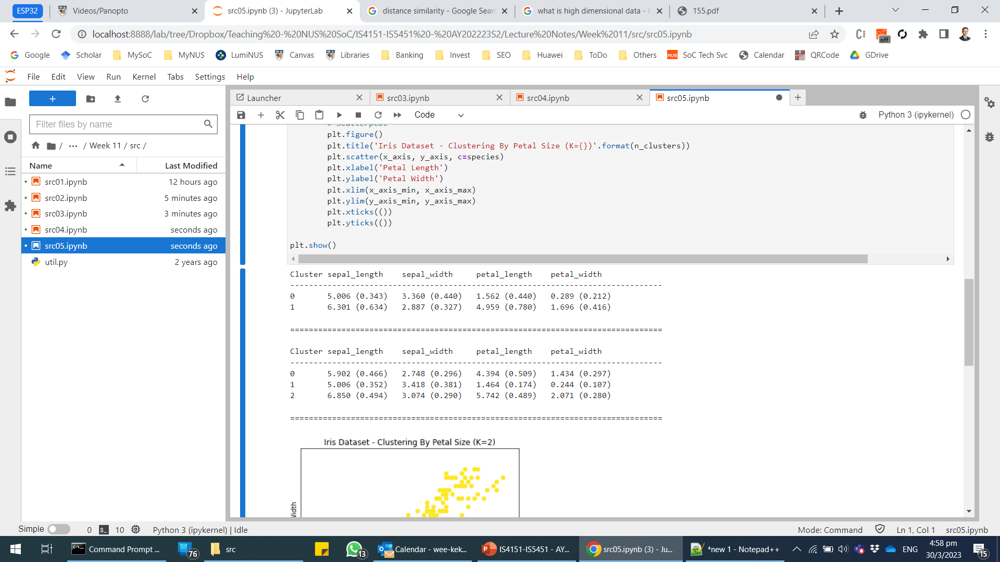 ESP32
Videos/Panopto
src05.ipynb (3) - JupyterLab
distance similarity - Google Sear
what is high dimensional data -
155.pdf
localhost:8888/lab/tree/Dropbox/Teaching%20-%20NUS%20SoC/IS4151-IS5451%20-%20AY202223S2/Lecture%20Notes/Week%2011/src/src05.ipynb
off
Google
Scholar
MySoC
MyNUS
LumiNUS
Canvas
Libraries
Banking
Invest
SEO
Huawei
ToDo
Others
NUS
SoC Tech Svc
Calendar
QRCode
GDrive
File Edit View Run Kernel Tabs Settings Help
Filter files by name
/ ... / Week 11 / src /
Name Last Modified
src01.ipynb 12 hours ago
src02.ipynb 5 minutes ago
src03.ipynb 3 minutes ago
src04.ipynb seconds ago
src05.ipynb seconds ago
util.py 2 years ago
Launcher
src03.ipynb
src04.ipynb
src05.ipynb
Code
Python 3 (ipykernel)
# Scatterplot
plt.figure()
plt.title('Iris Dataset - Clustering By Petal Size (K={})'.format(n_clusters))
plt.scatter(x_axis, y_axis, c=species)
plt.xlabel('Petal Length')
plt.ylabel('Petal Width')
plt.xlim(x_axis_min, x_axis_max)
plt.ylim(y_axis_min, y_axis_max)
plt.xticks(())
plt.yticks(())
plt.show()
Cluster sepal_length sepal_width petal_length petal_width
--------------------------------------------------------------------------------
0 5.006 (0.343) 3.360 (0.440) 1.562 (0.440) 0.289 (0.212)
1 6.301 (0.634) 2.887 (0.327) 4.959 (0.780) 1.696 (0.416)
================================================================================
Cluster sepal_length sepal_width petal_length petal_width
--------------------------------------------------------------------------------
0 5.902 (0.466) 2.748 (0.296) 4.394 (0.509) 1.434 (0.297)
1 5.006 (0.352) 3.418 (0.381) 1.464 (0.174) 0.244 (0.107)
2 6.850 (0.494) 3.074 (0.290) 5.742 (0.489) 2.071 (0.280)
================================================================================
Iris Dataset - Clustering By Petal Size (K=2)
Width
Simple
0
10
Python 3 (ipykernel) | Idle
Mode: Command
Ln 1, Col 1
src05.ipynb
Command Prompt ...
76
src
13
Calendar - wee-kek...
IS4151-IS5451 - AY...
src05.ipynb (3) - Ju...
*new 1 - Notepad++
ENG
4:58 pm
30/3/2023
15